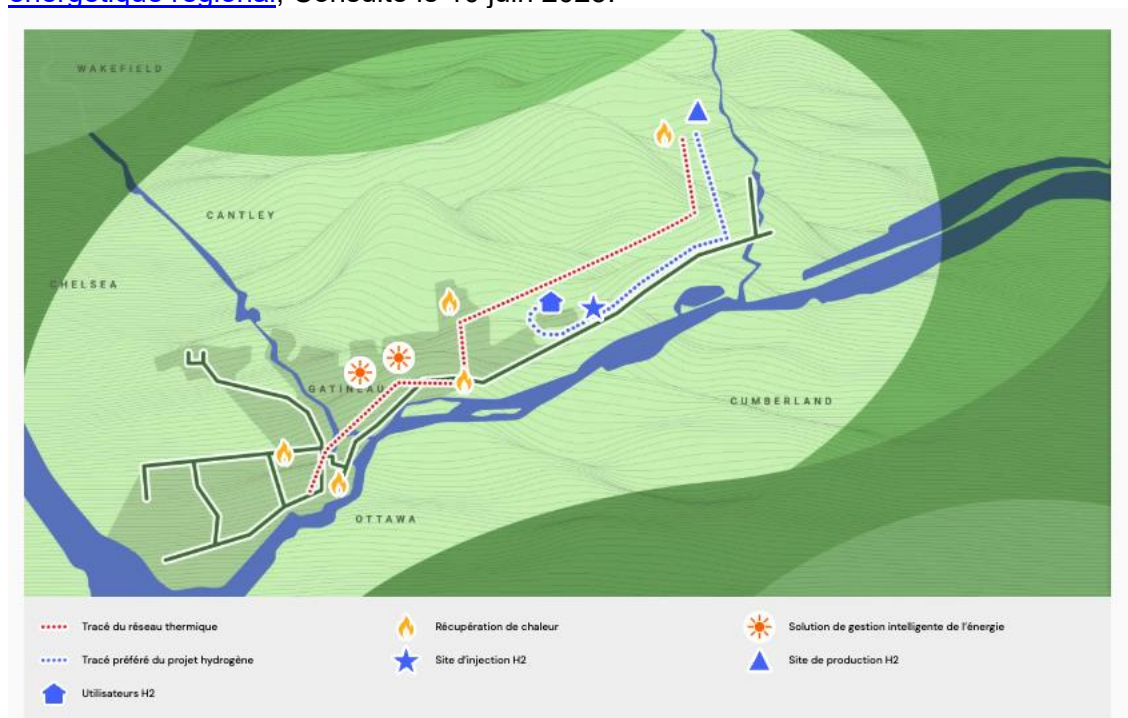 énergétique régional, Consulté le 10 juin 2025.
WAKEFIELD
CANTLEY
CHELSEA
GATINEAU
CUMBERLAND
OTTAWA
Tracé du réseau thermique
Récupération de chaleur
Solution de gestion intelligente de l'énergie
Tracé préféré du projet hydrogène
Site d'injection H2
Site de production H2
Utilisateurs H2